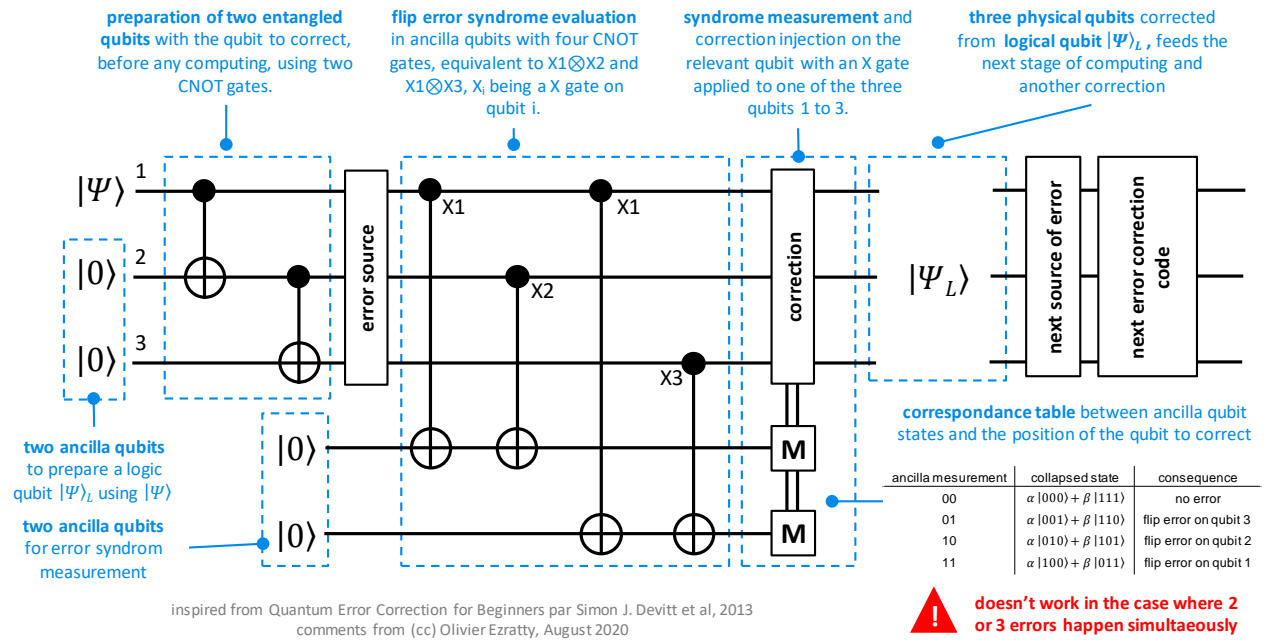 preparation of two entangled
qubits with the qubit to correct,
before any computing, using two
CNOT gates.
flip error syndrome evaluation
in ancilla qubits with four CNOT
gates, equivalent to X1⊗X2 and
X1⊗X3, Xᵢ being a X gate on
qubit i.
syndrome measurement and
correction injection on the
relevant qubit with an X gate
applied to one of the three
qubits 1 to 3.
three physical qubits corrected
from logical qubit |Ψ⟩L, feeds the
next stage of computing and
another correction
|Ψ⟩ 1
|0⟩ 2
|0⟩ 3
error source
X1
X2
X1
X3
correction
|ΨL⟩
next source of error
next error correction
code
|0⟩
|0⟩
M
M
two ancilla qubits
to prepare a logic
qubit |Ψ⟩L using |Ψ⟩
two ancilla qubits
for error syndrom
measurement
correspondance table between ancilla qubit
states and the position of the qubit to correct
ancilla mesurement collapsed state consequence
00 α|000⟩ + β|111⟩ no error
01 α|001⟩ + β|110⟩ flip error on qubit 3
10 α|010⟩ + β|101⟩ flip error on qubit 2
11 α|100⟩ + β|011⟩ flip error on qubit 1
!
doesn't work in the case where 2
or 3 errors happen simultaeously
inspired from Quantum Error Correction for Beginners par Simon J. Devitt et al, 2013
comments from (cc) Olivier Ezratty, August 2020